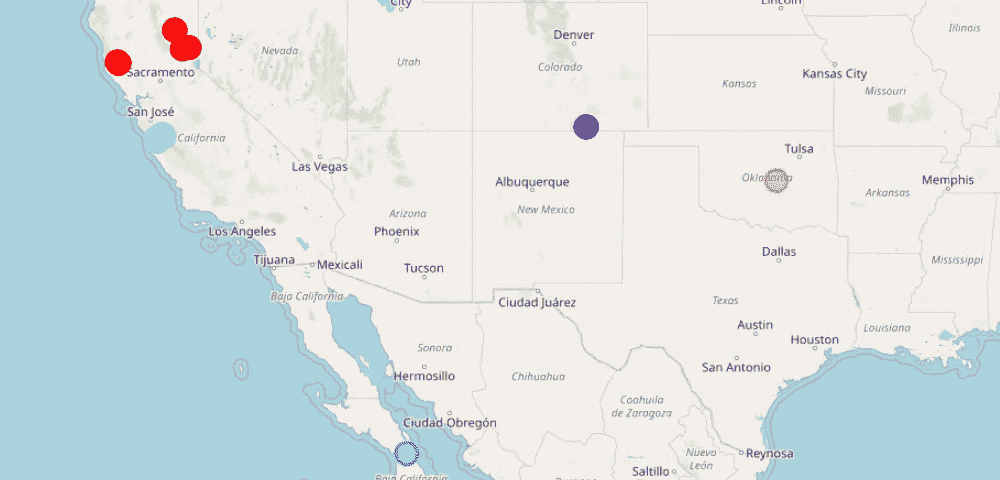 City
Lincoln
Illinois
Denver
Nevada
Utah
Colorado
Sacramento
Kansas City
Kansas
Missouri
San José
California
Tulsa
Las Vegas
Oklahoma
Albuquerque
Memphis
Arkansas
New Mexico
Arizona
Phoenix
Los Angeles
Dallas
Tijuana
Mexicali
Tucson
Mississippi
Baja California
Ciudad Juárez
Texas
Austin
Louisiana
Houston
Sonora
San Antonio
Hermosillo
Chihuahua
Coahuila
de Zaragoza
Ciudad Obregón
Nuevo
León
Reynosa
Saltillo
Baja California